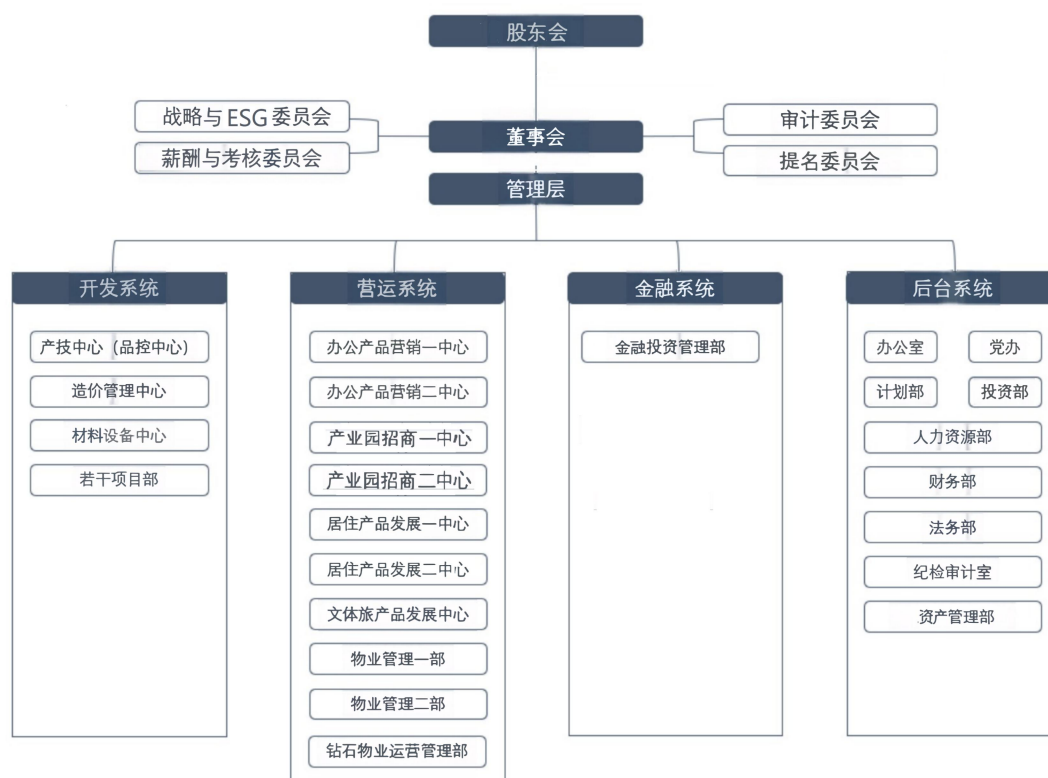 股东会
战略与ESG委员会
薪酬与考核委员会
董事会
审计委员会
提名委员会
管理层
开发系统
产技中心（品控中心）
造价管理中心
材料设备中心
若干项目部
营运系统
办公产品营销一中心
办公产品营销二中心
产业园招商一中心
产业园招商二中心
居住产品发展一中心
居住产品发展二中心
文体旅产品发展中心
物业管理一部
物业管理二部
钻石物业运营管理部
金融系统
金融投资管理部
后台系统
办公室
党办
计划部
投资部
人力资源部
财务部
法务部
纪检审计室
资产管理部